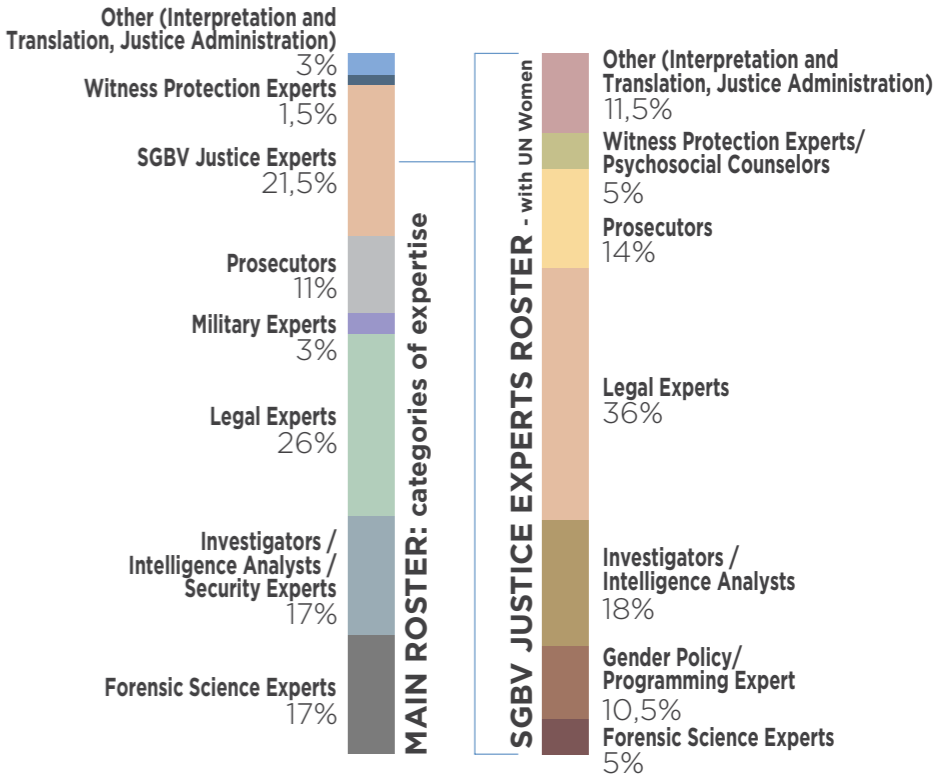 Other (Interpretation and
Translation, Justice Administration)
3%
Witness Protection Experts
1,5%
SGBV Justice Experts
21,5%
Prosecutors
11%
Military Experts
3%
Legal Experts
26%
Investigators /
Intelligence Analysts /
Security Experts
17%
Forensic Science Experts
17%
MAIN ROSTER: categories of expertise
SGBV JUSTICE EXPERTS ROSTER - with UN Women
Other (Interpretation and
Translation, Justice Administration)
11,5%
Witness Protection Experts/
Psychosocial Counselors
5%
Prosecutors
14%
Legal Experts
36%
Investigators /
Intelligence Analysts
18%
Gender Policy/
Programming Expert
10,5%
Forensic Science Experts
5%